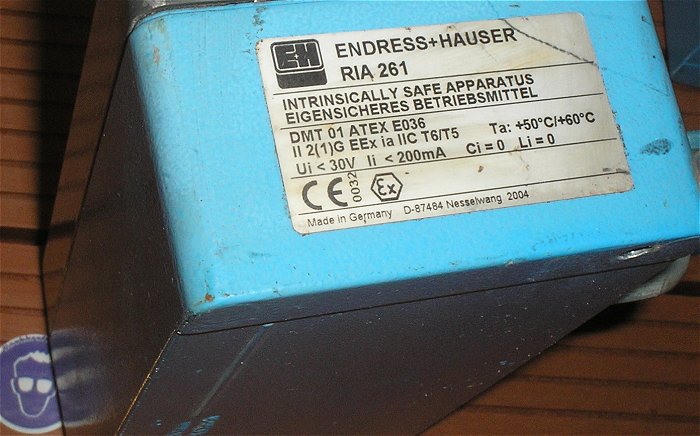 E+H
ENDRESS+HAUSER
RIA 261
INTRINSICALLY SAFE APPARATUS
EIGENSICHERES BETRIEBSMITTEL
DMT 01 ATEX E036
II 2(1)G EEx ia IIC T6/T5 Ta: +50°C/+60°C
Ui < 30V Ii < 200mA Ci = 0 Li = 0
CE 0032 Ex
Made in Germany D-87484 Nesselwang 2004